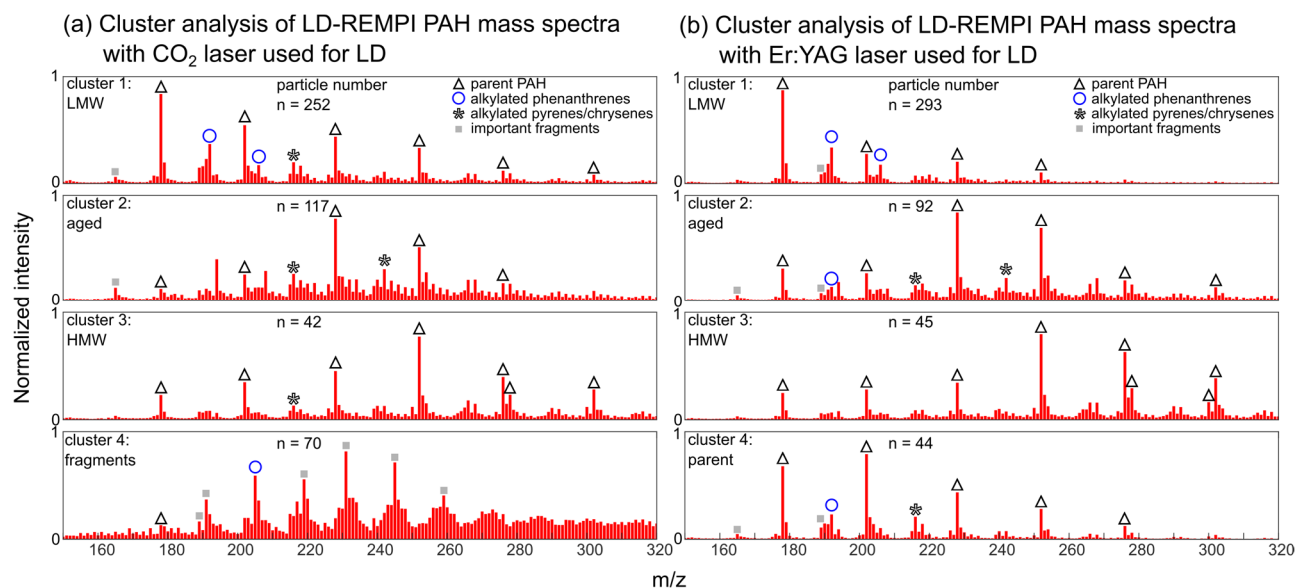 (a) Cluster analysis of LD-REMPI PAH mass spectra
with CO₂ laser used for LD
(b) Cluster analysis of LD-REMPI PAH mass spectra
with Er:YAG laser used for LD
Normalized intensity
1
0
cluster 1:
LMW
particle number
n = 252
parent PAH
alkylated phenanthrenes
alkylated pyrenes/chrysenes
important fragments
1
0
cluster 2:
aged
n = 117
1
0
cluster 3:
HMW
n = 42
1
0
cluster 4:
fragments
n = 70
160 180 200 220 240 260 280 300 320
1
0
cluster 1:
LMW
particle number
n = 293
parent PAH
alkylated phenanthrenes
alkylated pyrenes/chrysenes
important fragments
1
0
cluster 2:
aged
n = 92
1
0
cluster 3:
HMW
n = 45
1
0
cluster 4:
parent
n = 44
160 180 200 220 240 260 280 300 320
m/z